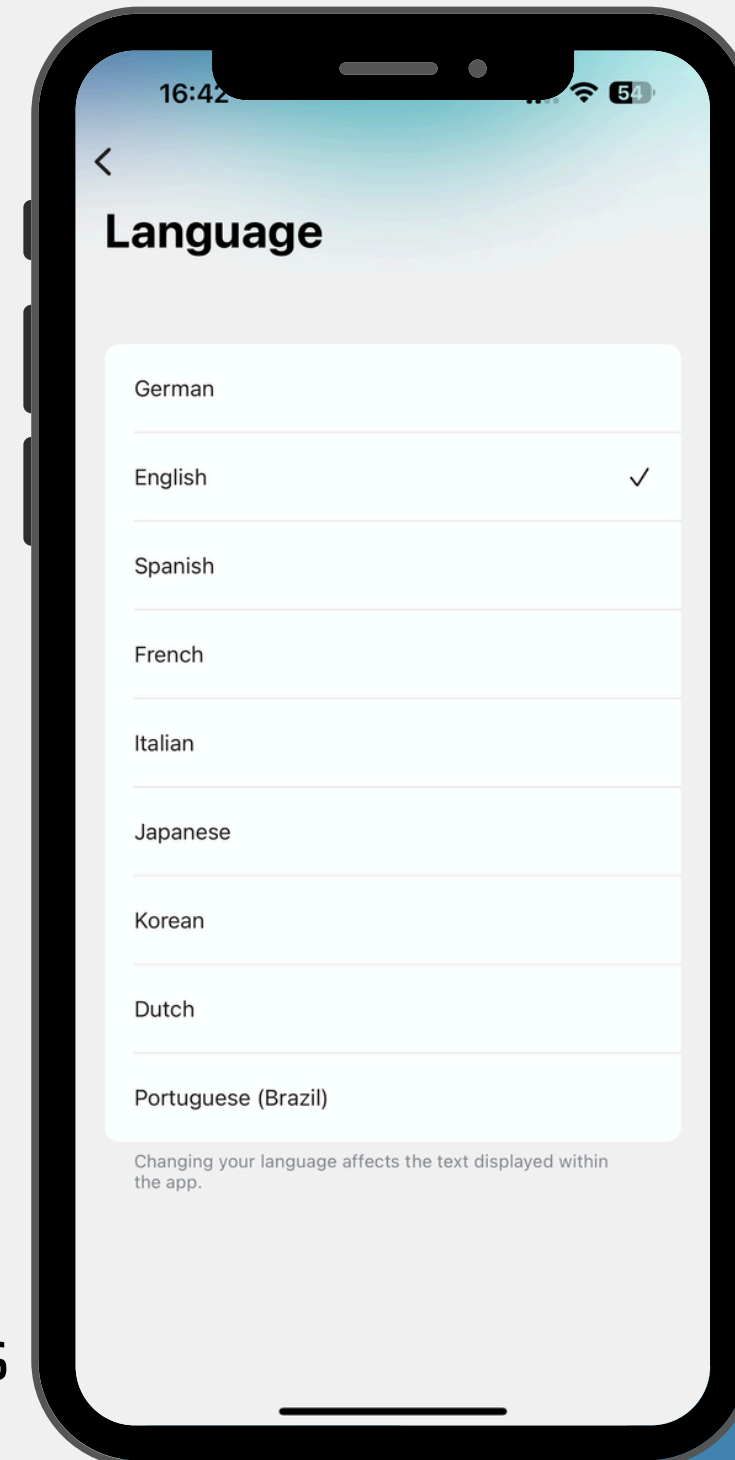 16:42
54
Language
German
English
Spanish
French
Italian
Japanese
Korean
Dutch
Portuguese (Brazil)
Changing your language affects the text displayed within
the app.